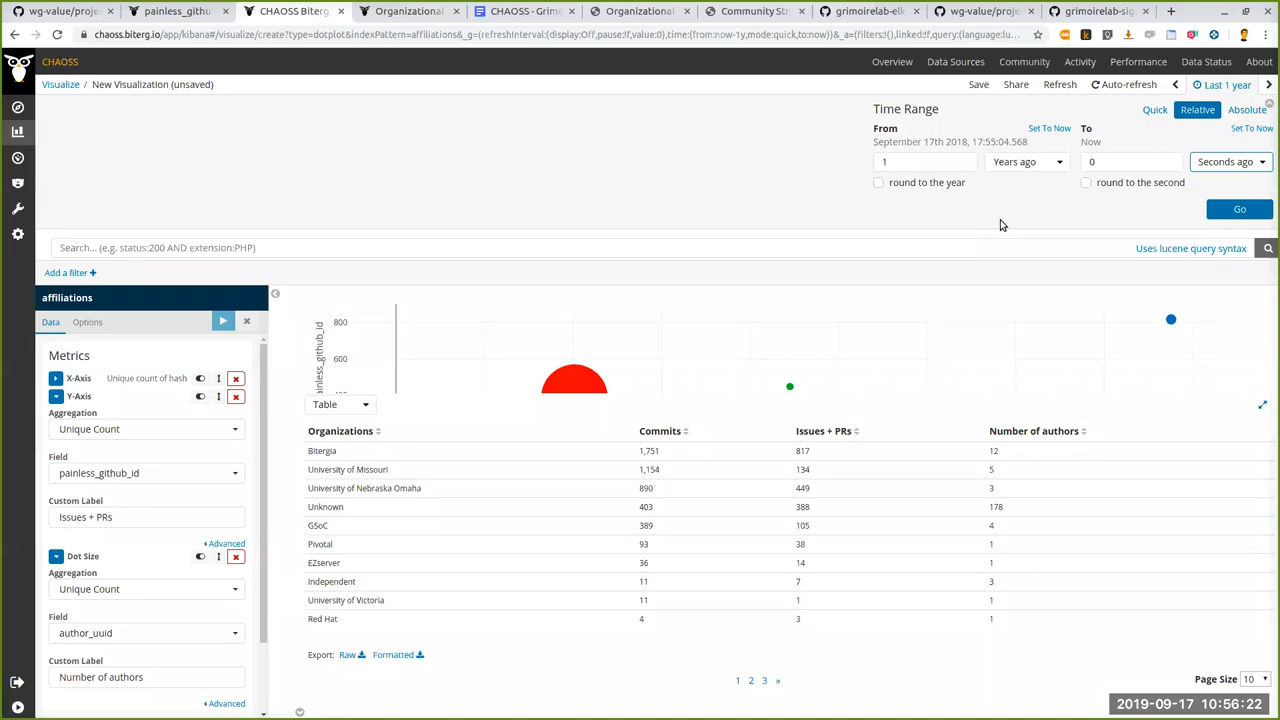 wg-value/proje painless_githu CHAOSS Biterg Organizational CHAOSS - Grime Organizational Community Str grimoirelab-elk wg-value/proje grimoirelab-sig
chaoss.biterg.io/app/kibana#/visualize/create?type=dotplot&indexPattern=affiliations&_g=(refreshInterval:(display:Off,pause:!f,value:0),time:(from:now-1y,mode:quick,to:now))&_a=(filters:!(),linked:!f,query:(language:lu...
CHAOSS Overview Data Sources Community Activity Performance Data Status About
Visualize / New Visualization (unsaved) Save Share Refresh Auto-refresh Last 1 year
Time Range Quick Relative Absolute
From Set To Now To Set To Now
September 17th 2018, 17:55:04.568 Now
1 Years ago 0 Seconds ago
round to the year round to the second
Go
Search... (e.g. status:200 AND extension:PHP) Uses lucene query syntax
Add a filter +
affiliations
Data Options
Metrics
X-Axis Unique count of hash
Y-Axis
Aggregation
Unique Count
Field
painless_github_id
Custom Label
Issues + PRs
Advanced
Dot Size
Aggregation
Unique Count
Field
author_uuid
Custom Label
Number of authors
Advanced
ainless_github_id
800
600
400
Table
Organizations Commits Issues + PRs Number of authors
Bitergia 1,751 817 12
University of Missouri 1,154 134 5
University of Nebraska Omaha 890 449 3
Unknown 403 388 178
GSoC 389 105 4
Pivotal 93 38 1
EZserver 36 14 1
Independent 11 7 3
University of Victoria 11 1 1
Red Hat 4 3 1
Export: Raw Formatted
1 2 3 » Page Size 10
2019-09-17 10:56:22